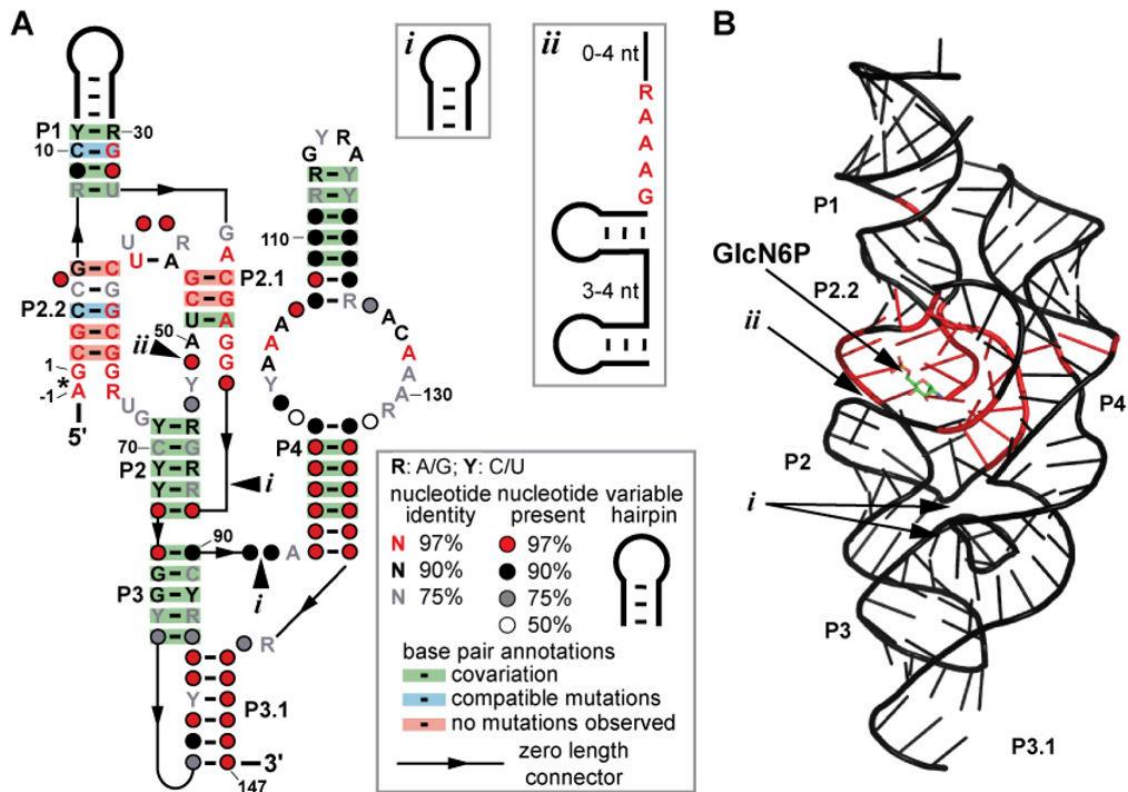 A
B
i
ii
0-4 nt
R
A
A
A
G
3-4 nt
P1 Y R 30
10 C G
R U
G
A
U R
U A
G C
C G
P2.2 C G
G C
C G
1 G G
* -1 A R
5'
U G
G C P2.1
C G
U A
50 A G
ii G
Y
Y R
70 C G
P2 Y R
Y R
i
90
G C
P3 G Y
Y R
A
i
R
Y
P3.1
3'
147
Y R
G A
R Y
R Y
110
R
A A
A C
A A
A A
Y A
R 130
P4
R: A/G; Y: C/U
nucleotide identity
N 97%
N 90%
N 75%
nucleotide present
97%
90%
75%
50%
variable hairpin
base pair annotations
covariation
compatible mutations
no mutations observed
zero length connector
P1
GlcN6P
P2.2
ii
P4
P2
i
P3
P3.1